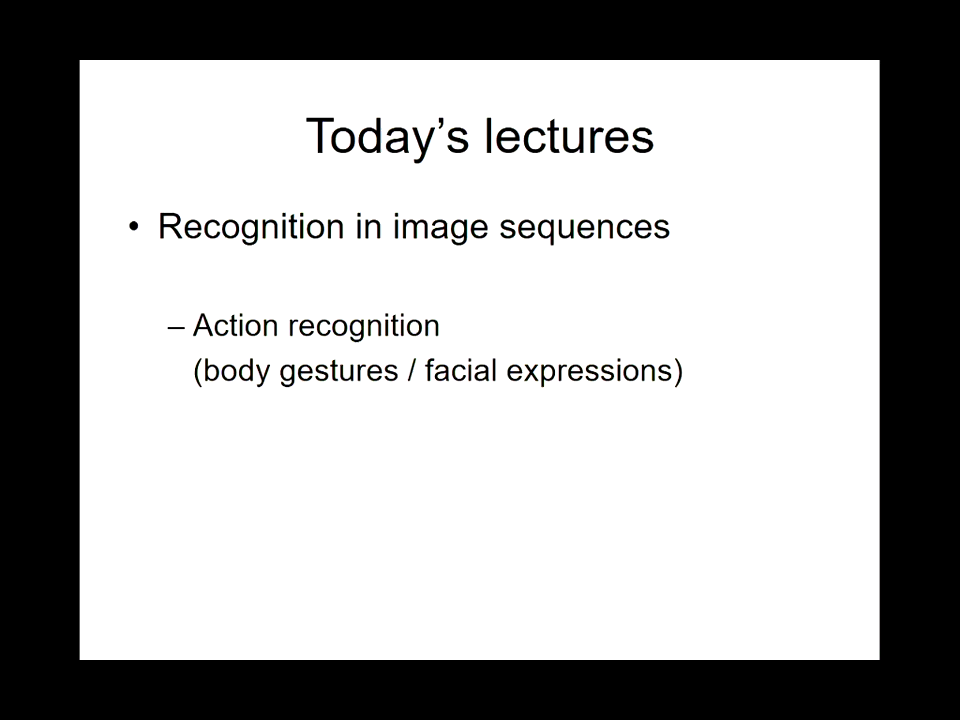 Today’s lectures
• Recognition in image sequences
– Action recognition
(body gestures / facial expressions)